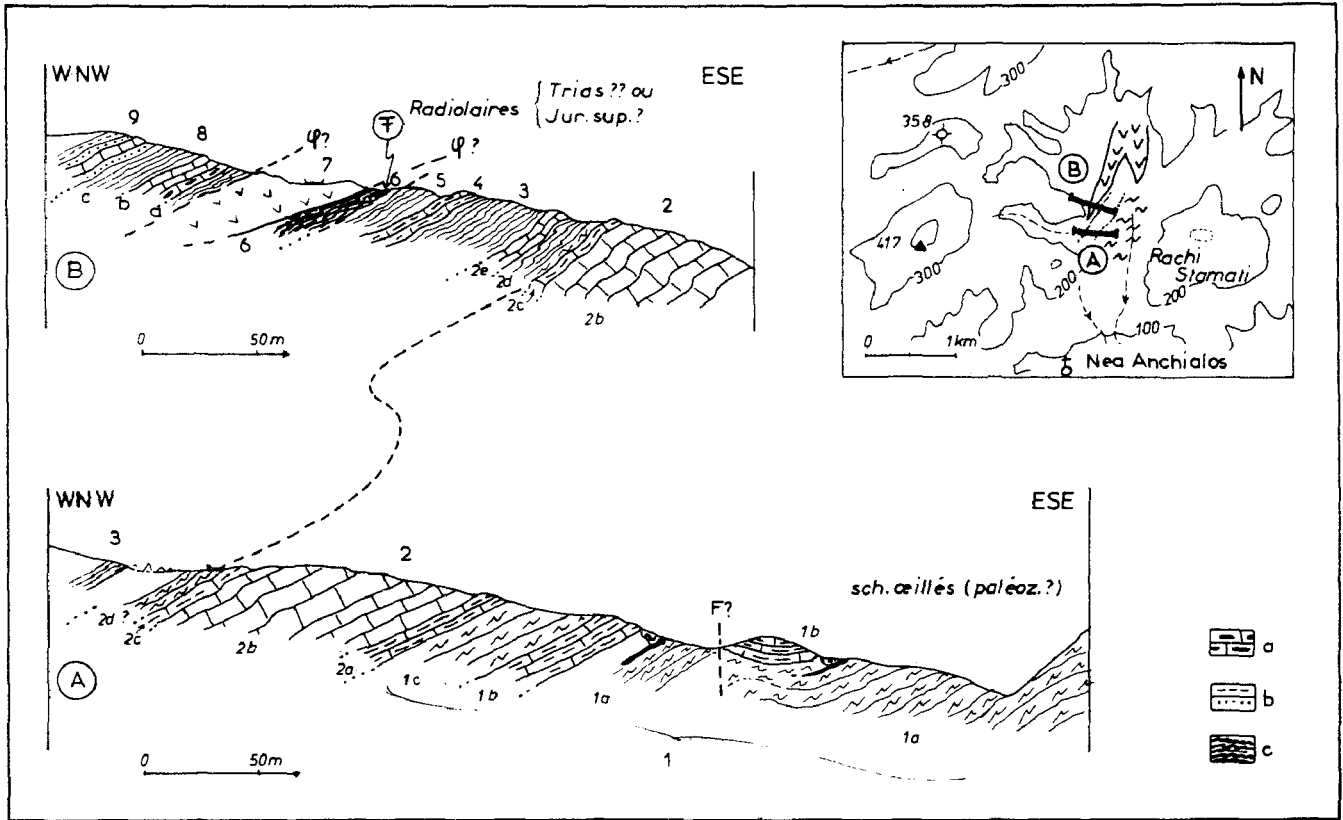 WNW
ESE
Radiolaires { Trias ?? ou
Jur. sup. ?
9
8
φ?
7
F
φ?
6
5
4
3
2
c
b
a
6
2e
2d
2c
2b
B
0 50m
N
300
358
B
417
300
A
200
Rachi
Stamati
200
100
0 1km
Nea Anchialos
WNW
ESE
3
2
sch. œillés (paléoz.?)
F?
1b
2d ?
2c
2b
2a
1c
1b
1a
1a
A
1
0 50m
a
b
c